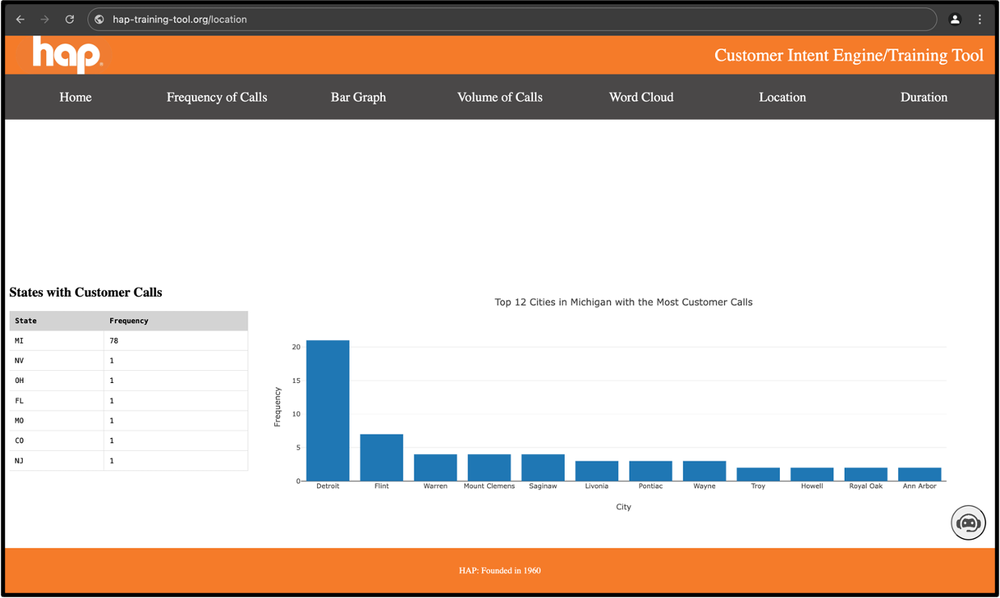 hap-training-tool.org/location
hap®
Customer Intent Engine/Training Tool
Home Frequency of Calls Bar Graph Volume of Calls Word Cloud Location Duration
States with Customer Calls
State Frequency
MI 78
NV 1
OH 1
FL 1
MO 1
CO 1
NJ 1
Top 12 Cities in Michigan with the Most Customer Calls
Frequency
20
15
10
5
0
Detroit Flint Warren Mount Clemens Saginaw Livonia Pontiac Wayne Troy Howell Royal Oak Ann Arbor
City
HAP: Founded in 1960